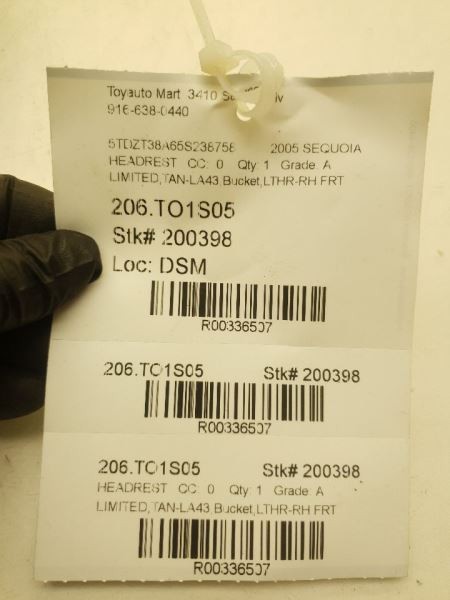 Toyauto Mart 3410
916-638-0440
5TDZT38A65S238758 2005 SEQUOIA
HEADREST CC: 0 Qty: 1 Grade: A
LIMITED,TAN-LA43,Bucket,LTHR-RH FRT
206.TO1S05
Stk# 200398
Loc: DSM
R00336507
206.TO1S05 Stk# 200398
R00336507
206.TO1S05 Stk# 200398
HEADREST CC: 0 Qty: 1 Grade: A
LIMITED,TAN-LA43,Bucket,LTHR-RH FRT
R00336507